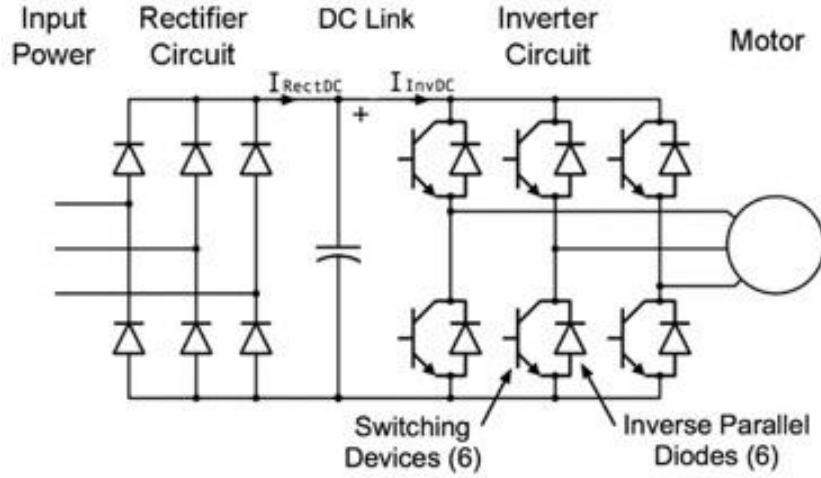 Input
Power
Rectifier
Circuit
DC Link
Inverter
Circuit
Motor
IRectDC
IInvDC
+
Switching
Devices (6)
Inverse Parallel
Diodes (6)